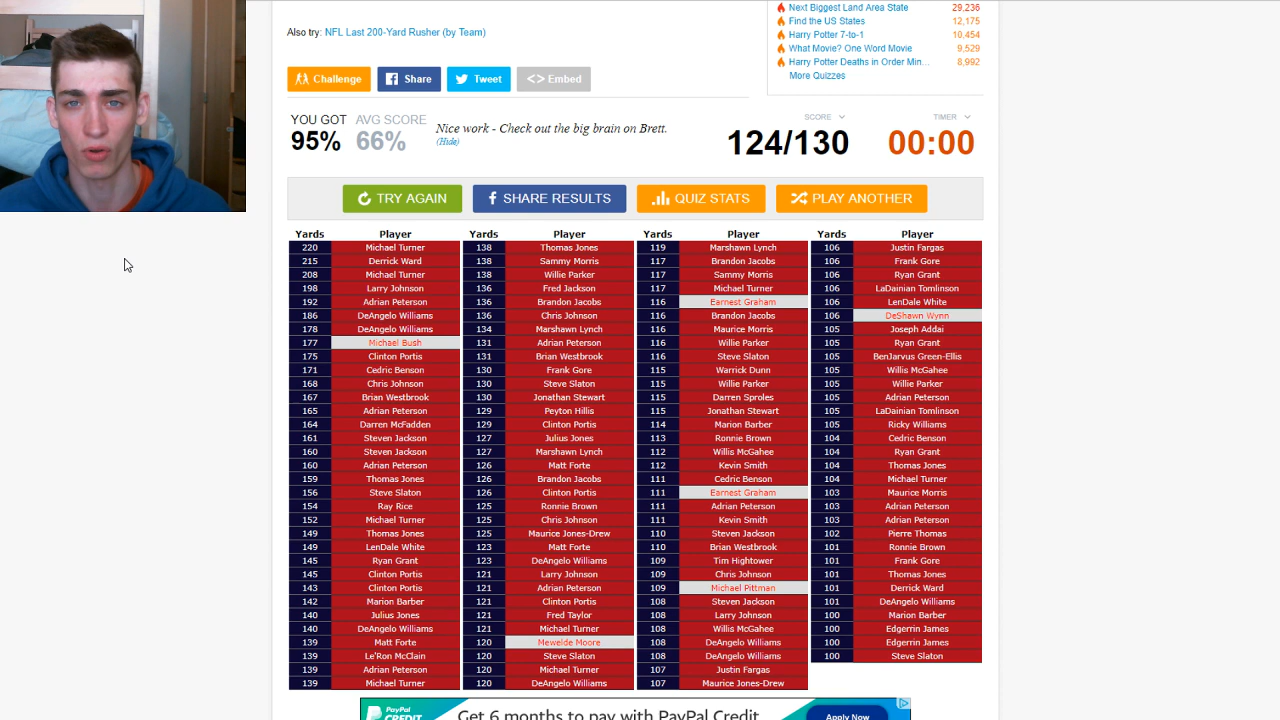 Next Biggest Land Area State 29,236
Find the US States 12,175
Also try: NFL Last 200-Yard Rusher (by Team)
Harry Potter 7-to-1 10,454
What Movie? One Word Movie 9,529
Harry Potter Deaths in Order Min... 8,992
More Quizzes
Challenge Share Tweet <> Embed
YOU GOT AVG SCORE SCORE TIMER
95% 66% Nice work - Check out the big brain on Brett. 124/130 00:00
(Hide)
TRY AGAIN SHARE RESULTS QUIZ STATS PLAY ANOTHER
Yards Player Yards Player Yards Player Yards Player
220 Michael Turner 138 Thomas Jones 119 Marshawn Lynch 106 Justin Fargas
215 Derrick Ward 138 Sammy Morris 117 Brandon Jacobs 106 Frank Gore
208 Michael Turner 138 Willie Parker 117 Sammy Morris 106 Ryan Grant
198 Larry Johnson 136 Fred Jackson 117 Michael Turner 106 LaDainian Tomlinson
192 Adrian Peterson 136 Brandon Jacobs 116 Earnest Graham 106 LenDale White
186 DeAngelo Williams 136 Chris Johnson 116 Brandon Jacobs 106 DeShawn Wynn
178 DeAngelo Williams 134 Marshawn Lynch 116 Maurice Morris 105 Joseph Addai
177 Michael Bush 131 Adrian Peterson 116 Willie Parker 105 Ryan Grant
175 Clinton Portis 131 Brian Westbrook 116 Steve Slaton 105 BenJarvus Green-Ellis
171 Cedric Benson 130 Frank Gore 115 Warrick Dunn 105 Willis McGahee
168 Chris Johnson 130 Steve Slaton 115 Willie Parker 105 Willie Parker
167 Brian Westbrook 130 Jonathan Stewart 115 Darren Sproles 105 Adrian Peterson
165 Adrian Peterson 129 Peyton Hillis 115 Jonathan Stewart 105 LaDainian Tomlinson
164 Darren McFadden 129 Clinton Portis 114 Marion Barber 105 Ricky Williams
161 Steven Jackson 127 Julius Jones 113 Ronnie Brown 104 Cedric Benson
160 Steven Jackson 127 Marshawn Lynch 112 Willis McGahee 104 Ryan Grant
160 Adrian Peterson 126 Matt Forte 112 Kevin Smith 104 Thomas Jones
159 Thomas Jones 126 Brandon Jacobs 111 Cedric Benson 104 Michael Turner
156 Steve Slaton 126 Clinton Portis 111 Earnest Graham 103 Maurice Morris
154 Ray Rice 125 Ronnie Brown 111 Adrian Peterson 103 Adrian Peterson
152 Michael Turner 125 Chris Johnson 111 Kevin Smith 103 Adrian Peterson
149 Thomas Jones 125 Maurice Jones-Drew 110 Steven Jackson 102 Pierre Thomas
149 LenDale White 123 Matt Forte 110 Brian Westbrook 101 Ronnie Brown
145 Ryan Grant 123 DeAngelo Williams 109 Tim Hightower 101 Frank Gore
145 Clinton Portis 121 Larry Johnson 109 Chris Johnson 101 Thomas Jones
143 Clinton Portis 121 Adrian Peterson 109 Michael Pittman 101 Derrick Ward
142 Marion Barber 121 Clinton Portis 108 Steven Jackson 101 DeAngelo Williams
140 Julius Jones 121 Fred Taylor 108 Larry Johnson 100 Marion Barber
140 DeAngelo Williams 121 Michael Turner 108 Willis McGahee 100 Edgerrin James
139 Matt Forte 120 Mewelde Moore 108 DeAngelo Williams 100 Edgerrin James
139 Le'Ron McClain 120 Steve Slaton 108 DeAngelo Williams 100 Steve Slaton
139 Adrian Peterson 120 Michael Turner 107 Justin Fargas
139 Michael Turner 120 DeAngelo Williams 107 Maurice Jones-Drew
PayPal
CREDIT Get 6 months to pay with PayPal Credit Apply Now